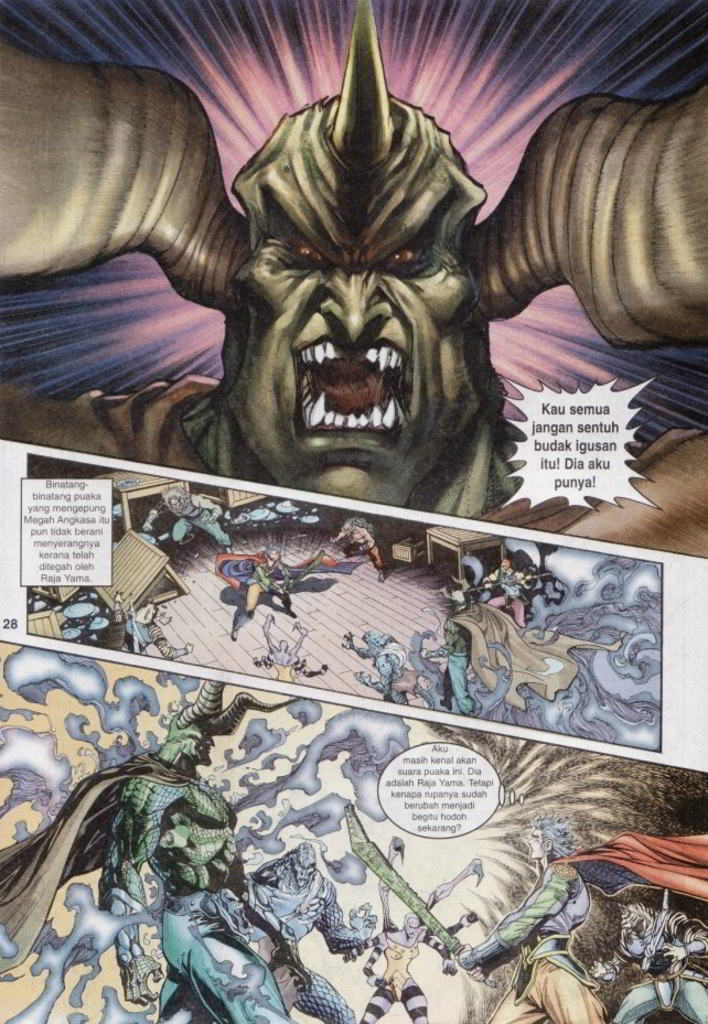 Kau semua
jangan sentuh
budak igusan
itu! Dia aku
punya!
Binatang-
binatang puaka
yang mengepung
Megah Angkasa itu
pun tidak berani
menyerangnya
kerana telah
ditegah oleh
Raja Yama.
28
Aku
masih kenal akan
suara puaka ini. Dia
adalah Raja Yama. Tetapi
kenapa rupanya sudah
berubah menjadi
begitu hodoh
sekarang?